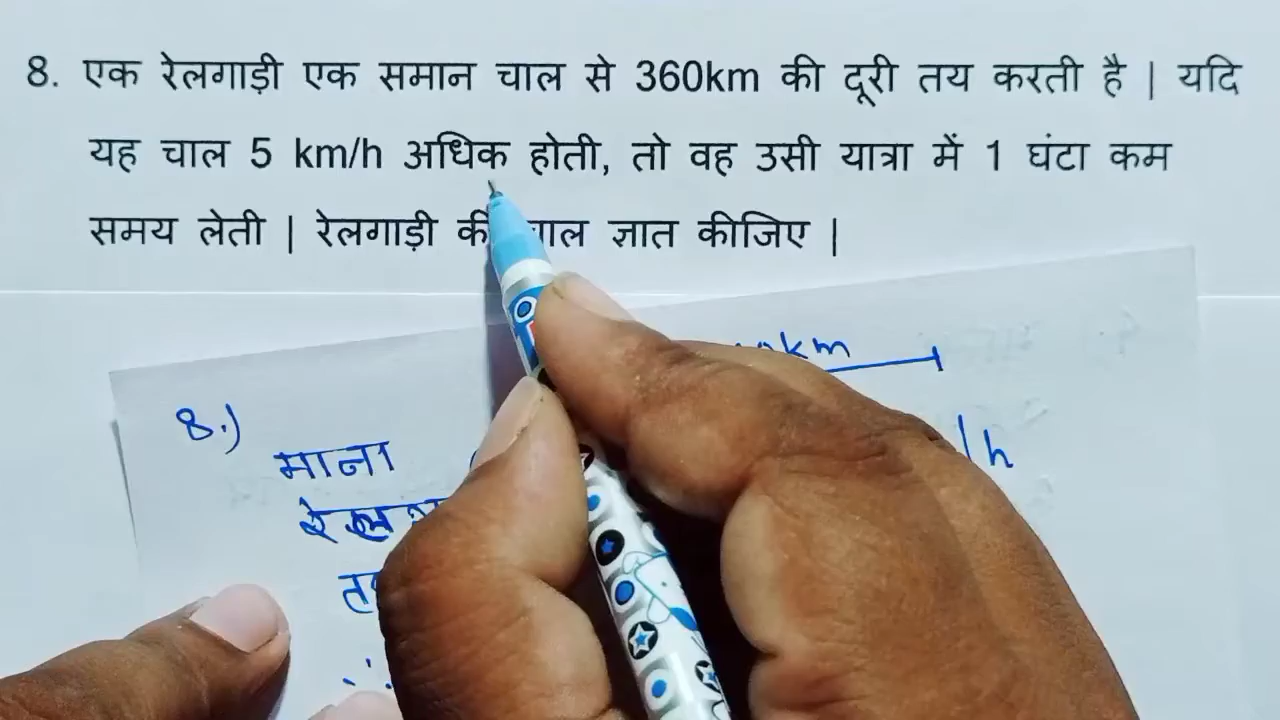 8. एक रेलगाड़ी एक समान चाल से 360km की दूरी तय करती है | यदि
यह चाल 5 km/h अधिक होती, तो वह उसी यात्रा में 1 घंटा कम
समय लेती | रेलगाड़ी की चाल ज्ञात कीजिए |
km
8.)
माना
/h
∴